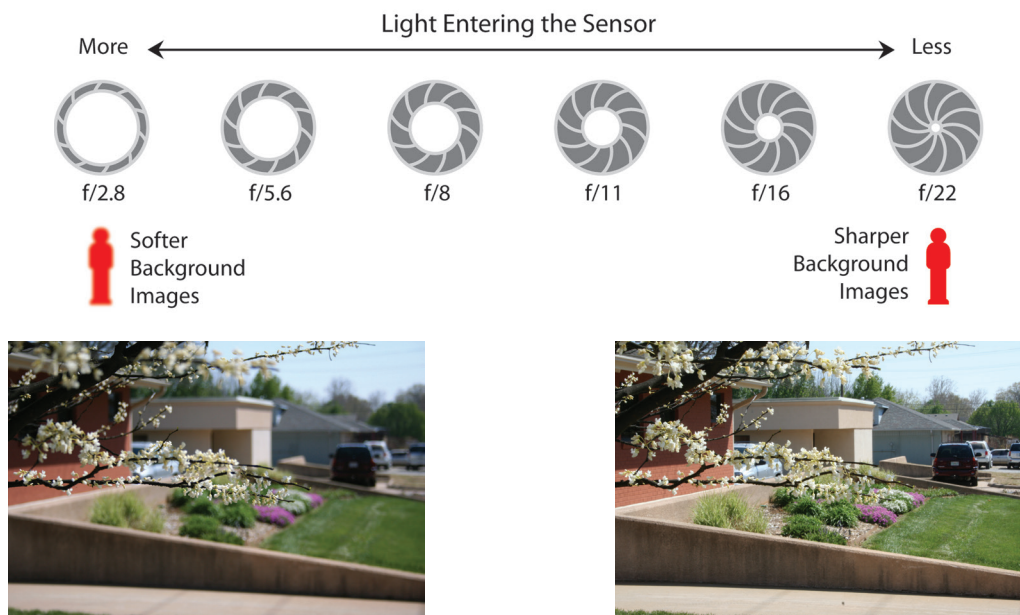 Light Entering the Sensor
More
Less
f/2.8
f/5.6
f/8
f/11
f/16
f/22
Softer
Background
Images
Sharper
Background
Images